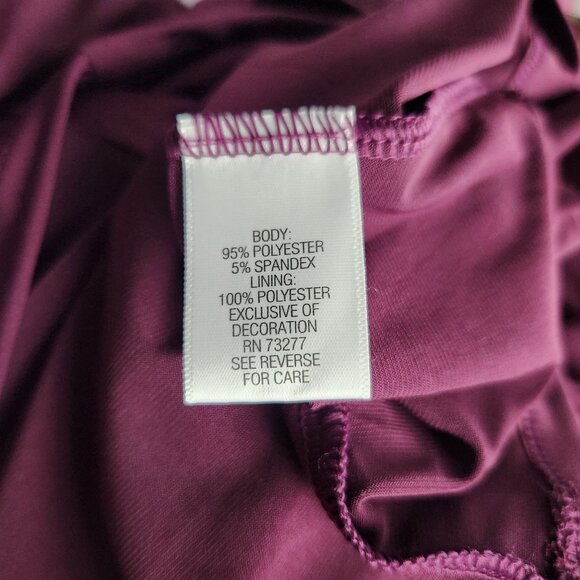 BODY:
95% POLYESTER
5% SPANDEX
LINING:
100% POLYESTER
EXCLUSIVE OF
DECORATION
RN 73277
SEE REVERSE
FOR CARE